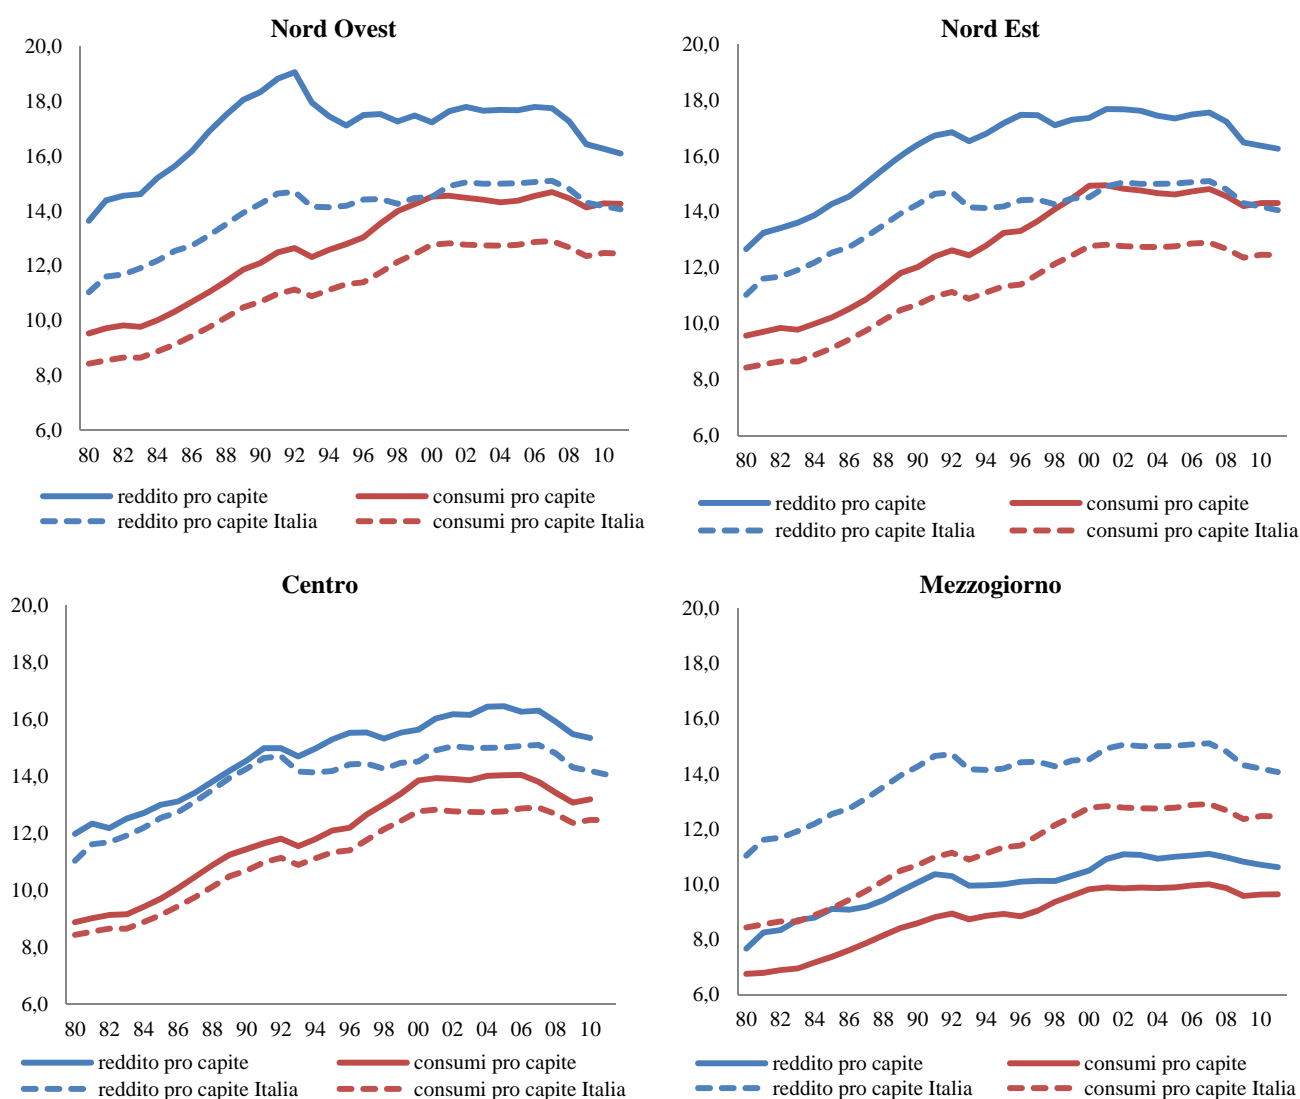 Nord Ovest
20,0
18,0
16,0
14,0
12,0
10,0
8,0
6,0
80 82 84 86 88 90 92 94 96 98 00 02 04 06 08 10
reddito pro capite consumi pro capite
reddito pro capite Italia consumi pro capite Italia
Nord Est
20,0
18,0
16,0
14,0
12,0
10,0
8,0
6,0
80 82 84 86 88 90 92 94 96 98 00 02 04 06 08 10
reddito pro capite consumi pro capite
reddito pro capite Italia consumi pro capite Italia
Centro
20,0
18,0
16,0
14,0
12,0
10,0
8,0
6,0
80 82 84 86 88 90 92 94 96 98 00 02 04 06 08 10
reddito pro capite consumi pro capite
reddito pro capite Italia consumi pro capite Italia
Mezzogiorno
20,0
18,0
16,0
14,0
12,0
10,0
8,0
6,0
80 82 84 86 88 90 92 94 96 98 00 02 04 06 08 10
reddito pro capite consumi pro capite
reddito pro capite Italia consumi pro capite Italia